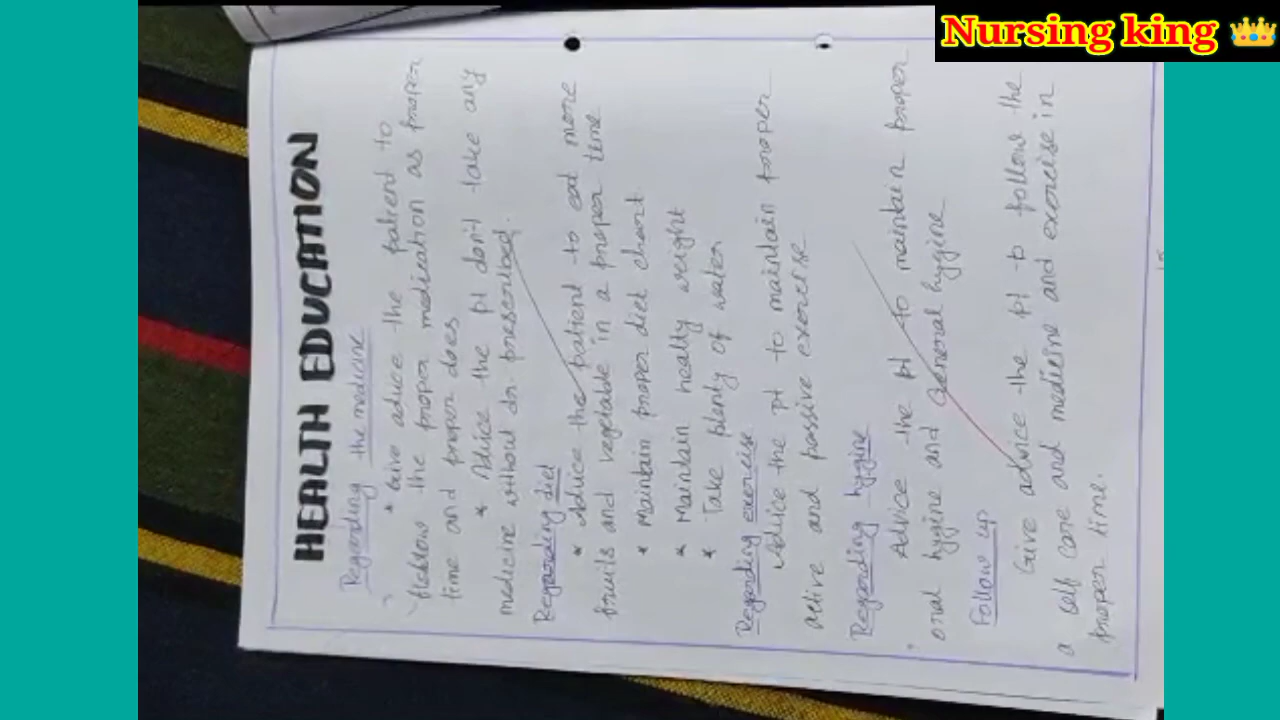 Nursing king 👑
HEALTH EDUCATION
Regarding the medicine
* Give aduce the patient to
follow the proper medication as proper
time and proper does
* Advice the pt don't take any
medicine without dr. prescribed.
Regarding diet
* Advice the patient to eat more
fruits and vegetable in a proper time
* Maintain proper diet chart
* Maintain healty weight
* Take plenty of water
Regarding exercise
Advice the pt to maintain proper
active and passive exercise
Regarding hygine
Advice the pt to maintain proper
oral hygine and General hygine
Follow up
Give advice the pt to follow the
a self care and medicine and exercise in
proper time.